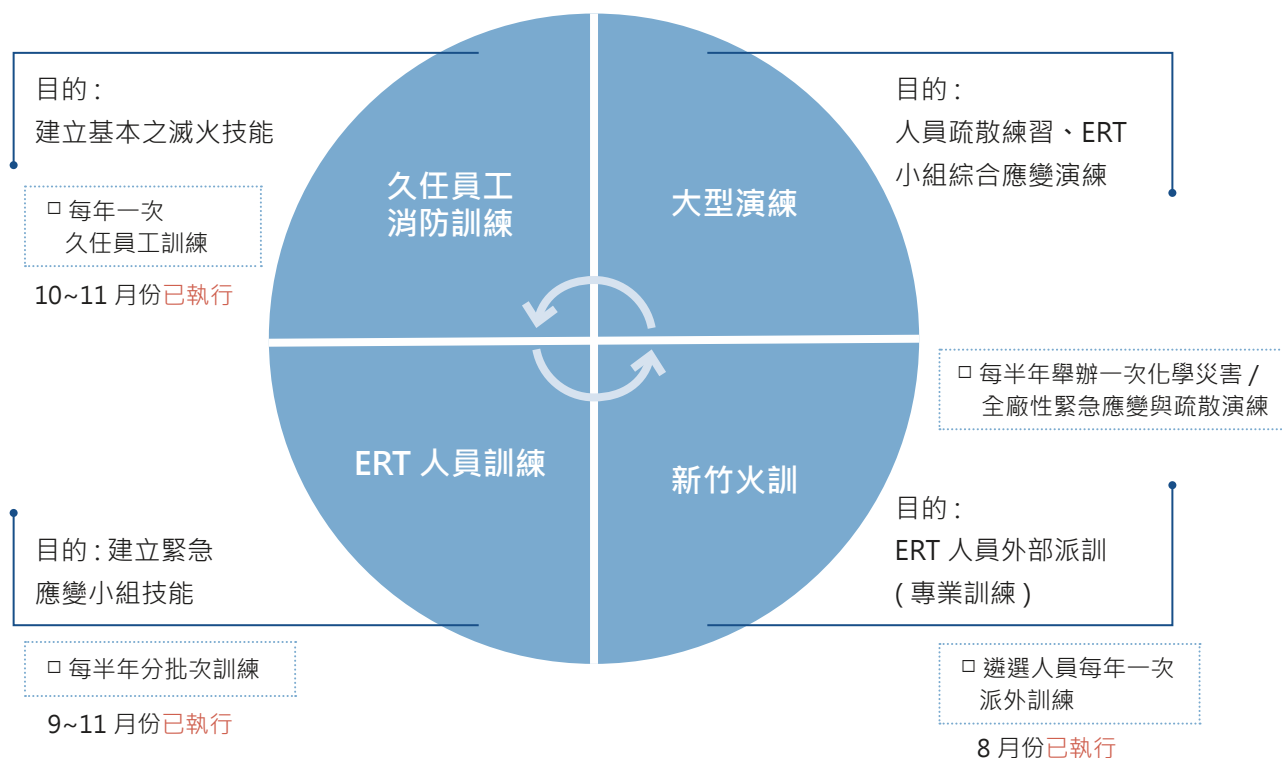 目的 :
建立基本之滅火技能
□ 每年一次
久任員工訓練
10~11 月份已執行
久任員工
消防訓練
大型演練
目的 :
人員疏散練習、ERT
小組綜合應變演練
□ 每半年舉辦一次化學災害 /
全廠性緊急應變與疏散演練
ERT 人員訓練
新竹火訓
目的 : 建立緊急
應變小組技能
□ 每半年分批次訓練
9~11 月份已執行
目的 :
ERT 人員外部派訓
( 專業訓練 )
□ 遴選人員每年一次
派外訓練
8 月份已執行